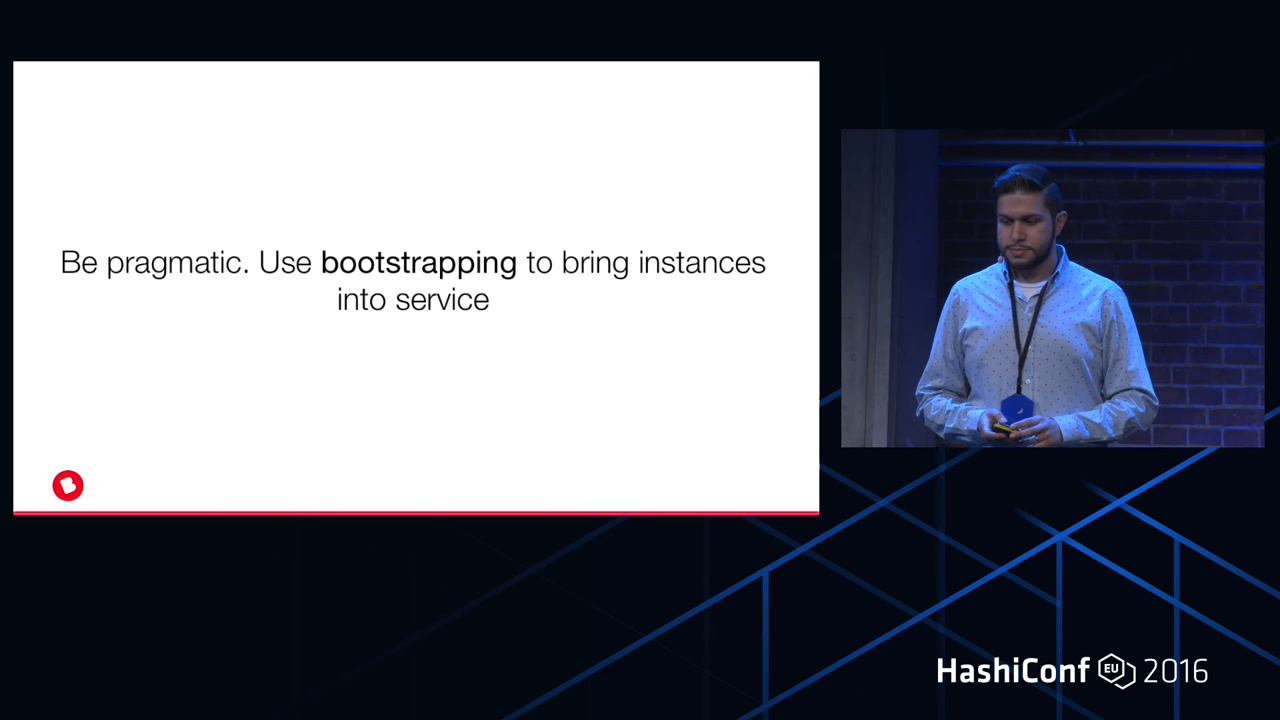 Be pragmatic. Use bootstrapping to bring instances
into service
HashiConf EU 2016